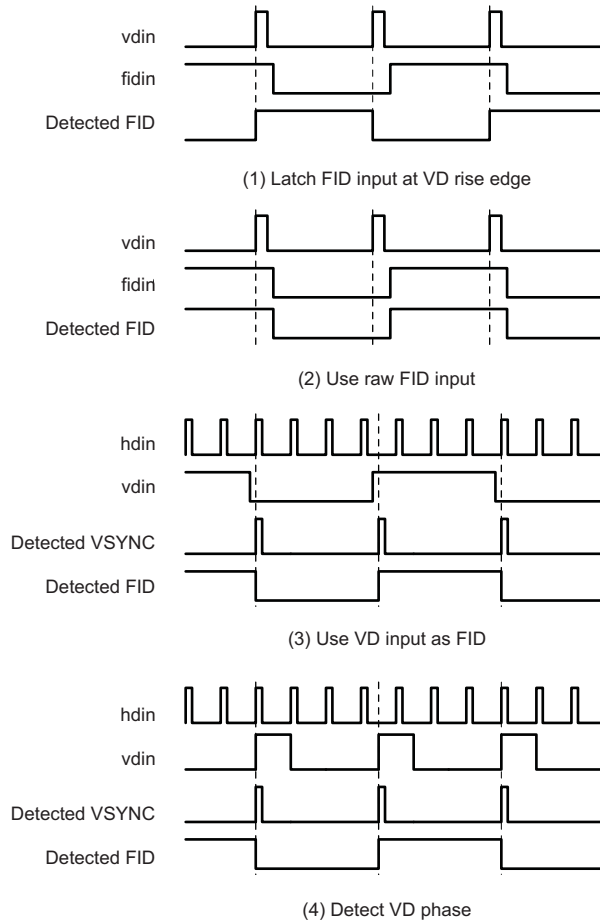 vdin
fidin
Detected FID
(1) Latch FID input at VD rise edge
vdin
fidin
Detected FID
(2) Use raw FID input
hdin
vdin
Detected VSYNC
Detected FID
(3) Use VD input as FID
hdin
vdin
Detected VSYNC
Detected FID
(4) Detect VD phase